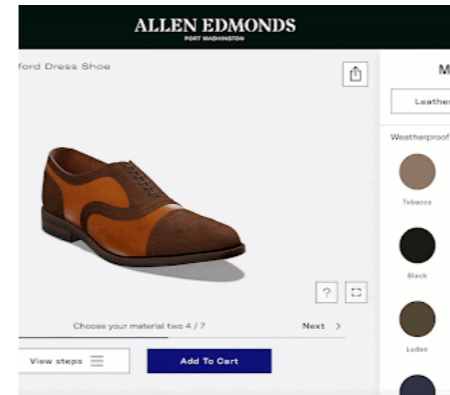 ALLEN EDMONDS
PORT WASHINGTON
ford Dress Shoe
M
Leathe
Weatherproof
Tobacco
Black
Loden
?
Choose your material two 4 / 7
Next >
View steps
Add To Cart